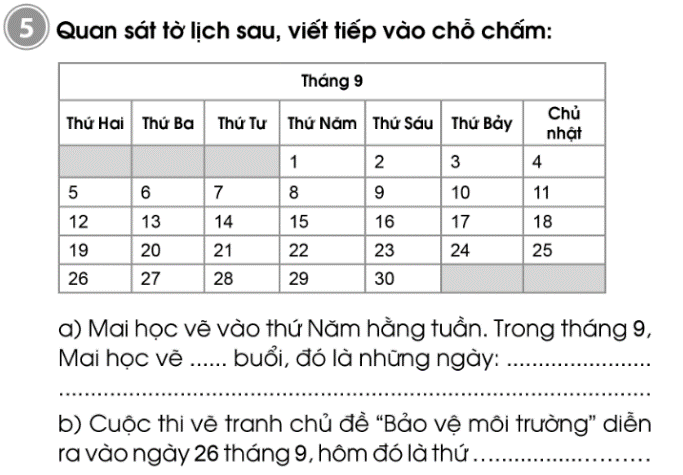 5 Quan sát tờ lịch sau, viết tiếp vào chỗ chấm:
Tháng 9
Thứ Hai Thứ Ba Thứ Tư Thứ Năm Thứ Sáu Thứ Bảy Chủ nhật
1 2 3 4
5 6 7 8 9 10 11
12 13 14 15 16 17 18
19 20 21 22 23 24 25
26 27 28 29 30
a) Mai học vẽ vào thứ Năm hằng tuần. Trong tháng 9,
Mai học vẽ ...... buổi, đó là những ngày: .......................
................................................................................................
b) Cuộc thi vẽ tranh chủ đề “Bảo vệ môi trường” diễn
ra vào ngày 26 tháng 9, hôm đó là thứ ............................